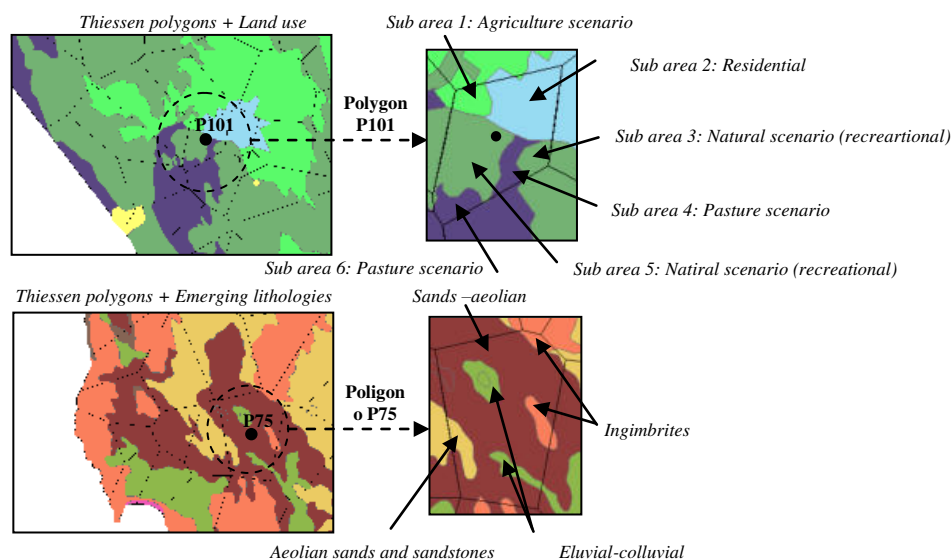 Thiessen polygons + Land use
Sub area 1: Agriculture scenario
Sub area 2: Residential
P101
Polygon
P101
Sub area 3: Natural scenario (recreartional)
Sub area 4: Pasture scenario
Sub area 6: Pasture scenario
Sub area 5: Natiral scenario (recreational)
Thiessen polygons + Emerging lithologies
Sands –aeolian
P75
Poligon
o P75
Ingimbrites
Aeolian sands and sandstones
Eluvial-colluvial